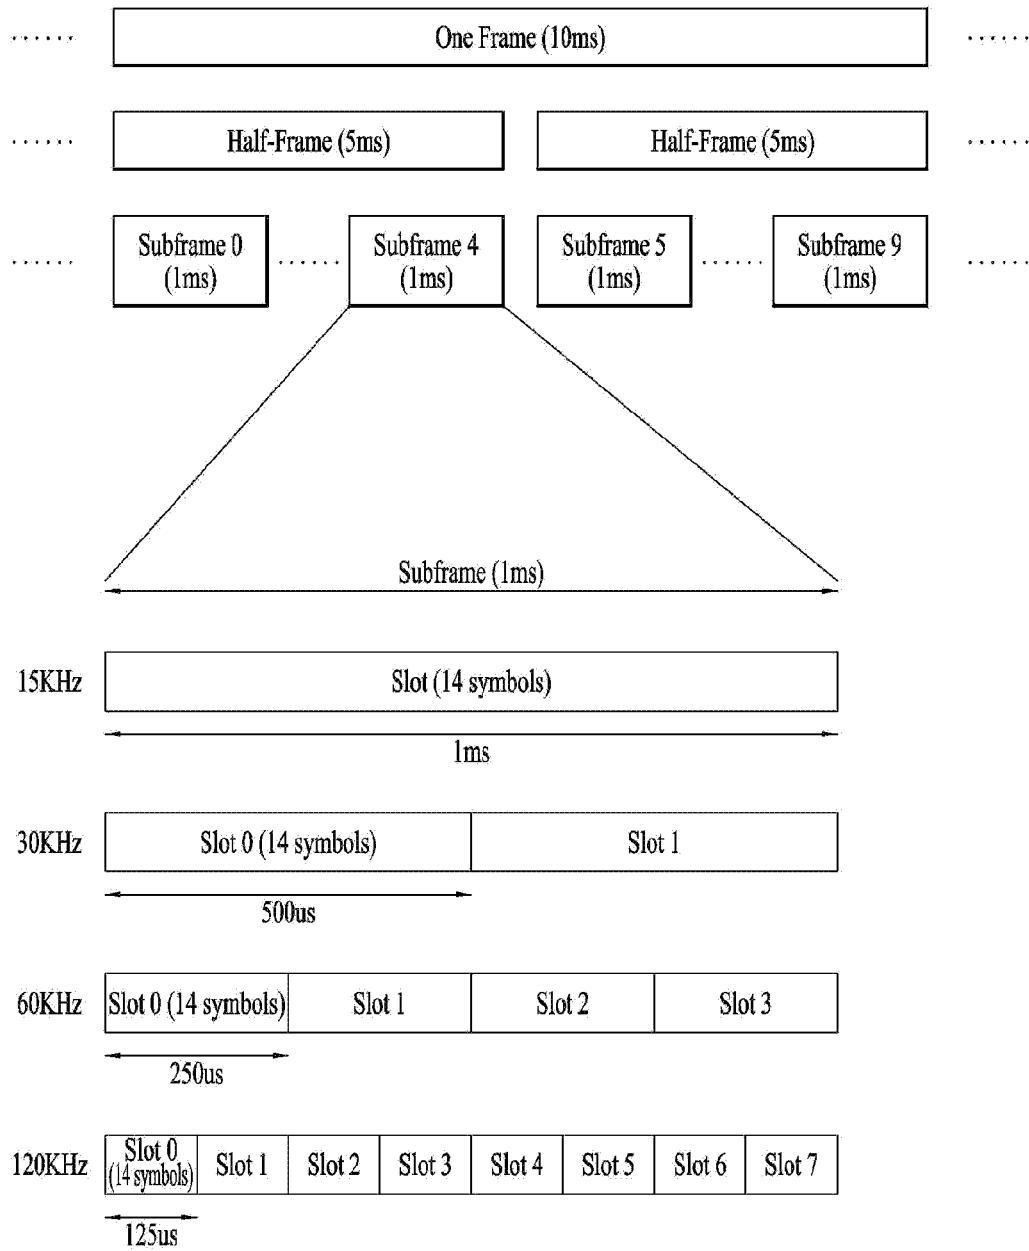 One Frame (10ms)
Half-Frame (5ms)
Half-Frame (5ms)
Subframe 0
(1ms)
Subframe 4
(1ms)
Subframe 5
(1ms)
Subframe 9
(1ms)
Subframe (1ms)
15KHz
Slot (14 symbols)
1ms
30KHz
Slot 0 (14 symbols)
Slot 1
500us
60KHz
Slot 0 (14 symbols)
Slot 1
Slot 2
Slot 3
250us
120KHz
Slot 0
(14 symbols)
Slot 1
Slot 2
Slot 3
Slot 4
Slot 5
Slot 6
Slot 7
125us